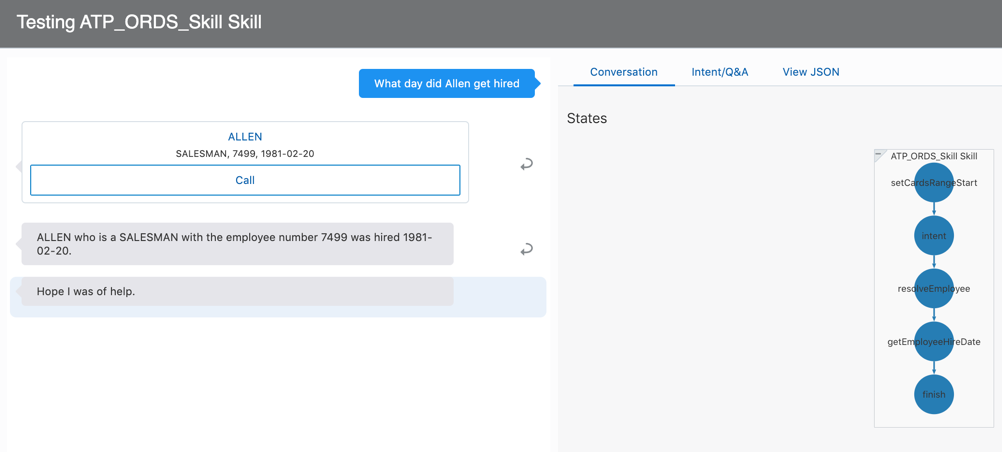 Testing ATP_ORDS_Skill Skill
What day did Allen get hired
ALLEN
SALESMAN, 7499, 1981-02-20
Call
ALLEN who is a SALESMAN with the employee number 7499 was hired 1981-
02-20.
Hope I was of help.
Conversation
Intent/Q&A
View JSON
States
ATP_ORDS_Skill Skill
setCardsRangeStart
intent
resolveEmployee
getEmployeeHireDate
finish